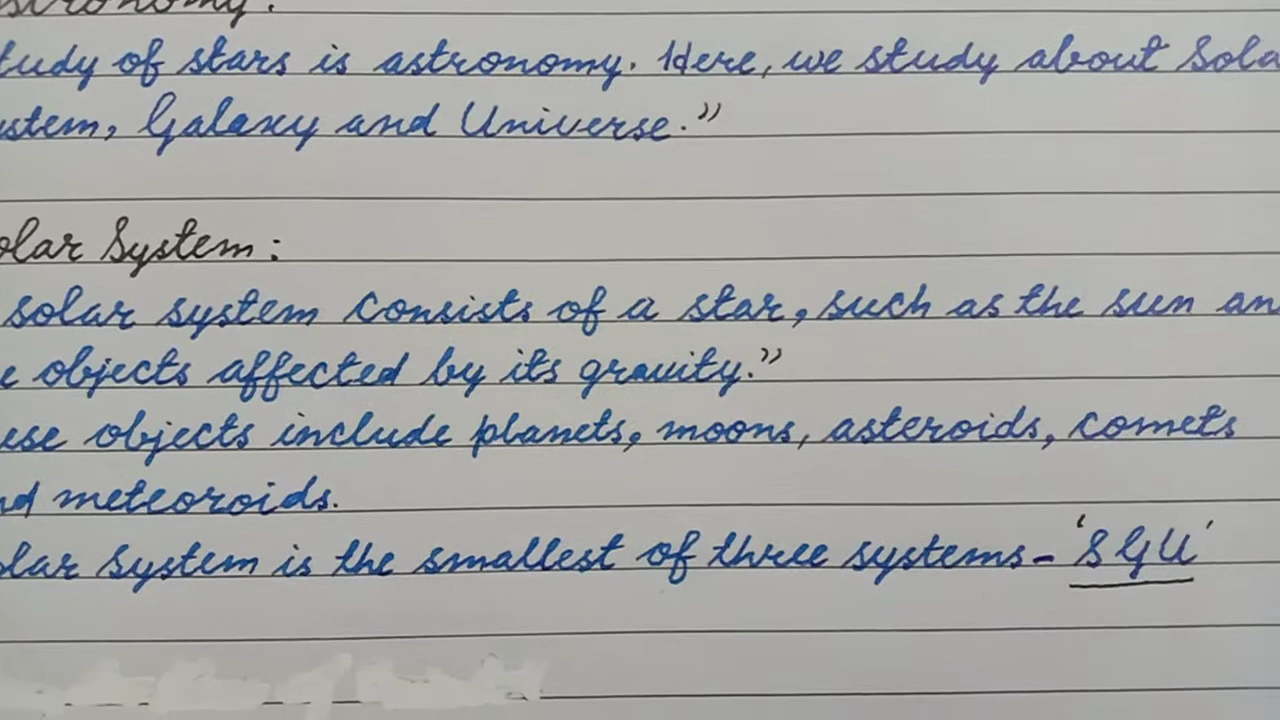 stronomy:
tudy of stars is astronomy. Here, we study about Sola
ystem, Galaxy and Universe.”
olar System:
solar system consists of a star, such as the sun an
e objects affected by its gravity.”
ese objects include planets, moons, asteroids, comets
nd meteoroids.
olar System is the smallest of three systems- ‘SGU’